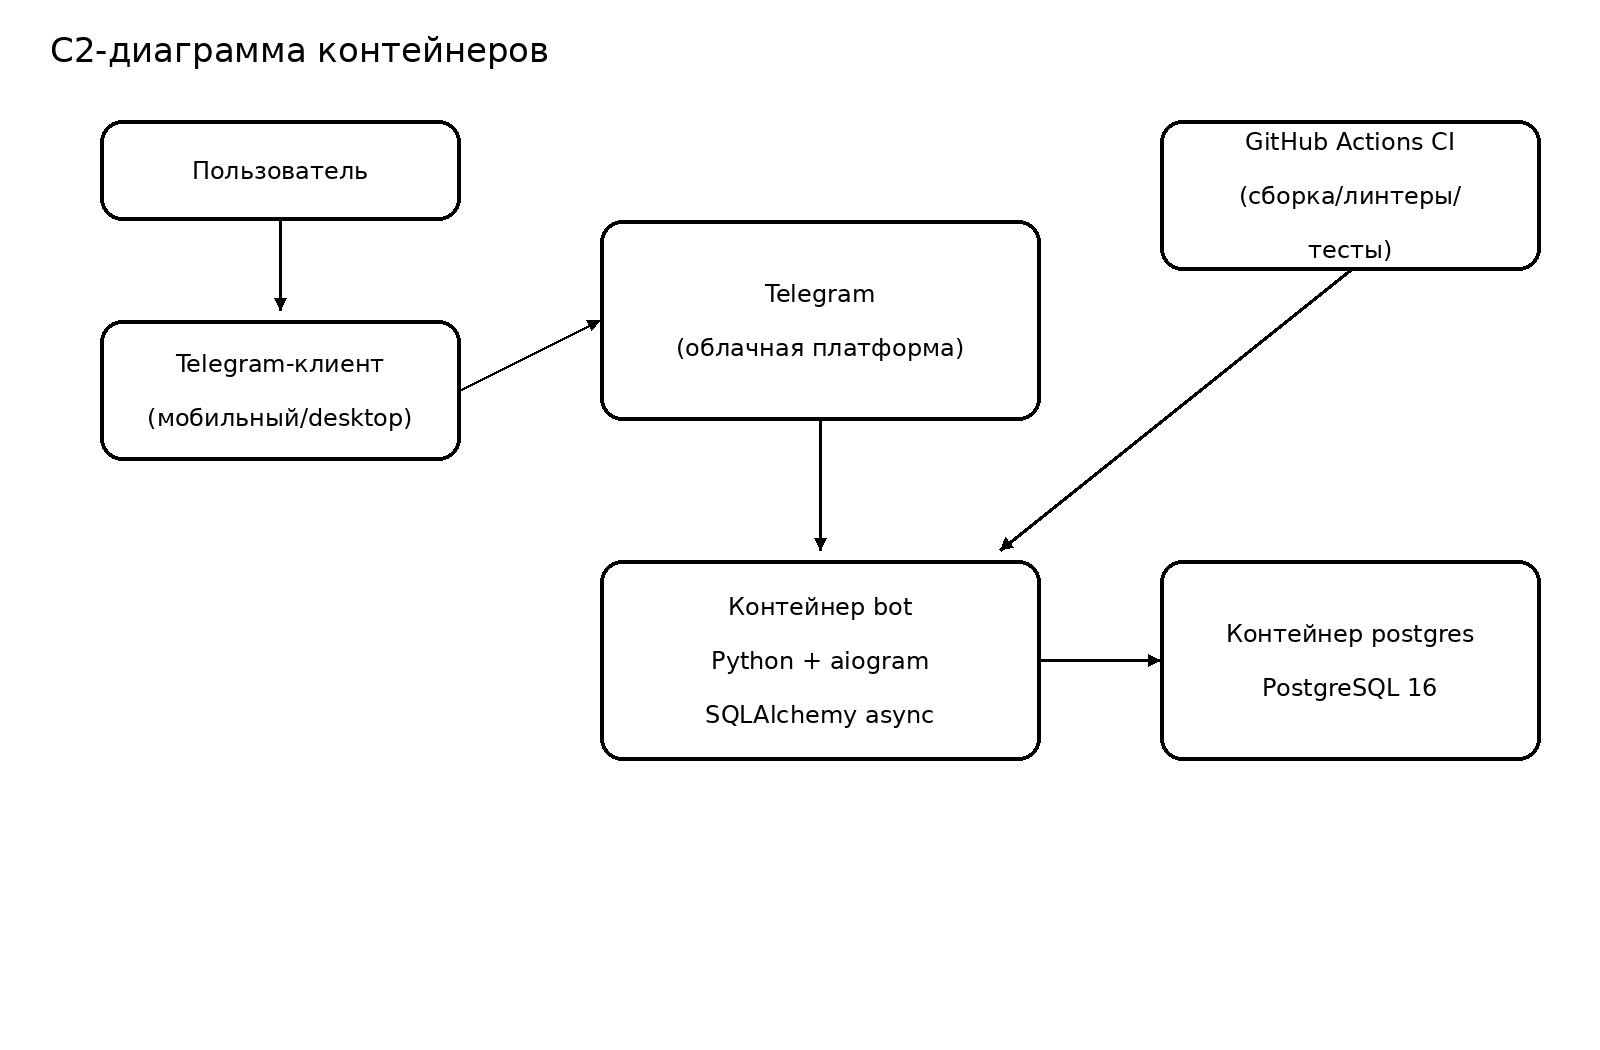 C2-диаграмма контейнеров
Пользователь
Telegram-клиент
(мобильный/desktop)
Telegram
(облачная платформа)
GitHub Actions CI
(сборка/линтеры/
тесты)
Контейнер bot
Python + aiogram
SQLAlchemy async
Контейнер postgres
PostgreSQL 16